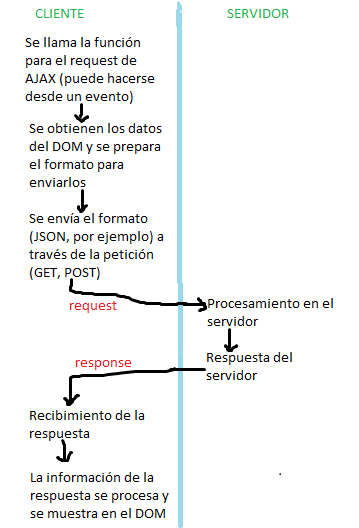 CLIENTE
SERVIDOR
Se llama la función
para el request de
AJAX (puede hacerse
desde un evento)
Se obtienen los datos
del DOM y se prepara
el formato para
enviarlos
Se envía el formato
(JSON, por ejemplo) a
través de la petición
(GET, POST)
request
Procesamiento en el
servidor
Respuesta del
servidor
response
Recibimiento de la
respuesta
La información de la
respuesta se procesa y
se muestra en el DOM